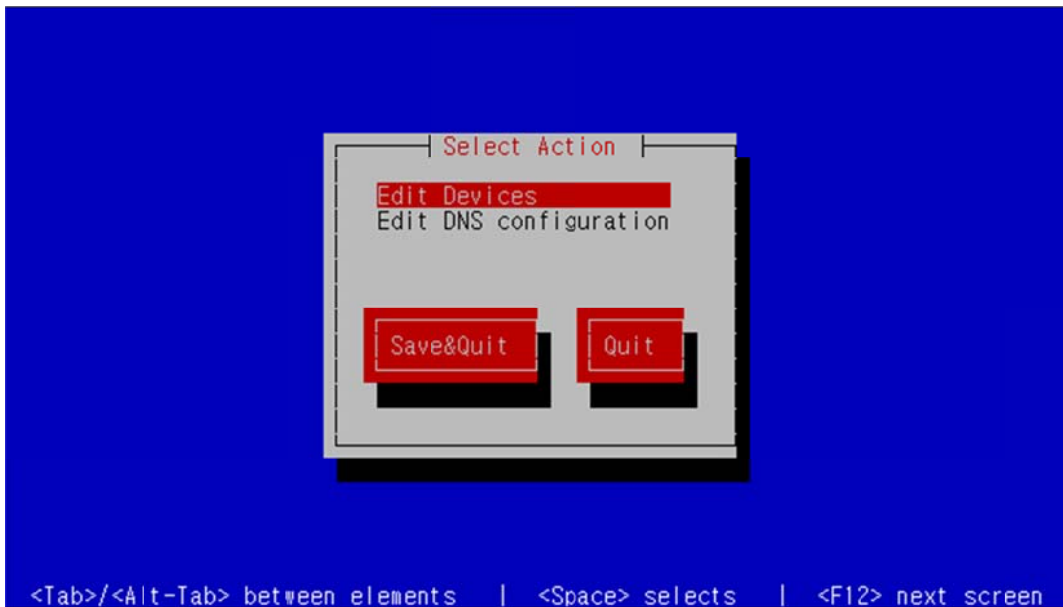 Select Action
Edit Devices
Edit DNS configuration
Save&Quit Quit
<Tab>/<Alt-Tab> between elements | <Space> selects | <F12> next screen